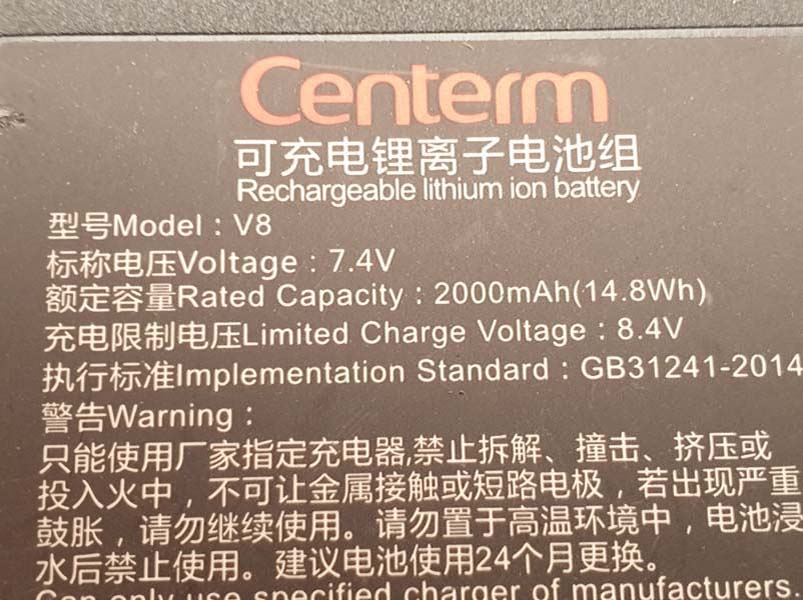 Centerm
可充电锂离子电池组
Rechargeable lithium ion battery
型号Model：V8
标称电压Voltage：7.4V
额定容量Rated Capacity：2000mAh(14.8Wh)
充电限制电压Limited Charge Voltage：8.4V
执行标准Implementation Standard：GB31241-2014
警告Warning：
只能使用厂家指定充电器,禁止拆解、撞击、挤压或
投入火中，不可让金属接触或短路电极，若出现严重
鼓胀，请勿继续使用。请勿置于高温环境中，电池浸
水后禁止使用。建议电池使用24个月更换。
Can only use specified charger of manufacturers.